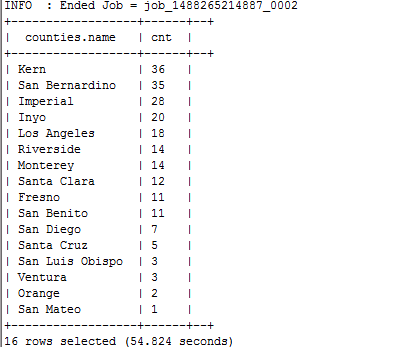 INFO  : Ended Job = job_1488265214887_0002
+------------------+------+--+
|  counties.name   | cnt  |
+------------------+------+--+
| Kern             | 36   |
| San Bernardino   | 35   |
| Imperial         | 28   |
| Inyo             | 20   |
| Los Angeles      | 18   |
| Riverside        | 14   |
| Monterey         | 14   |
| Santa Clara      | 12   |
| Fresno           | 11   |
| San Benito       | 11   |
| San Diego        | 7    |
| Santa Cruz       | 5    |
| San Luis Obispo  | 3    |
| Ventura          | 3    |
| Orange           | 2    |
| San Mateo        | 1    |
+------------------+------+--+
16 rows selected (54.824 seconds)